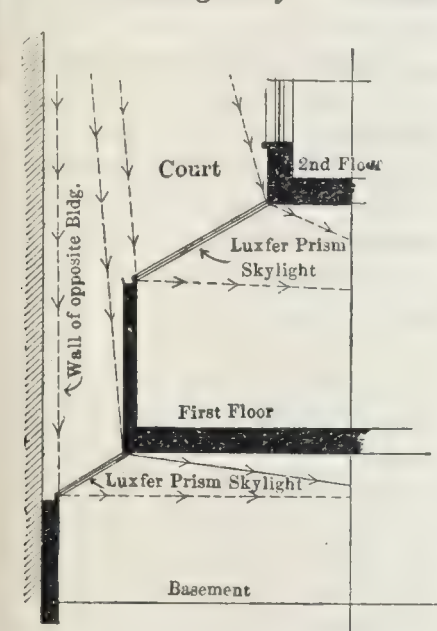 Court
2nd Floor
Luxfer Prism
Skylight
Wall of opposite Bldg.
First Floor
Luxfer Prism Skylight
Basement